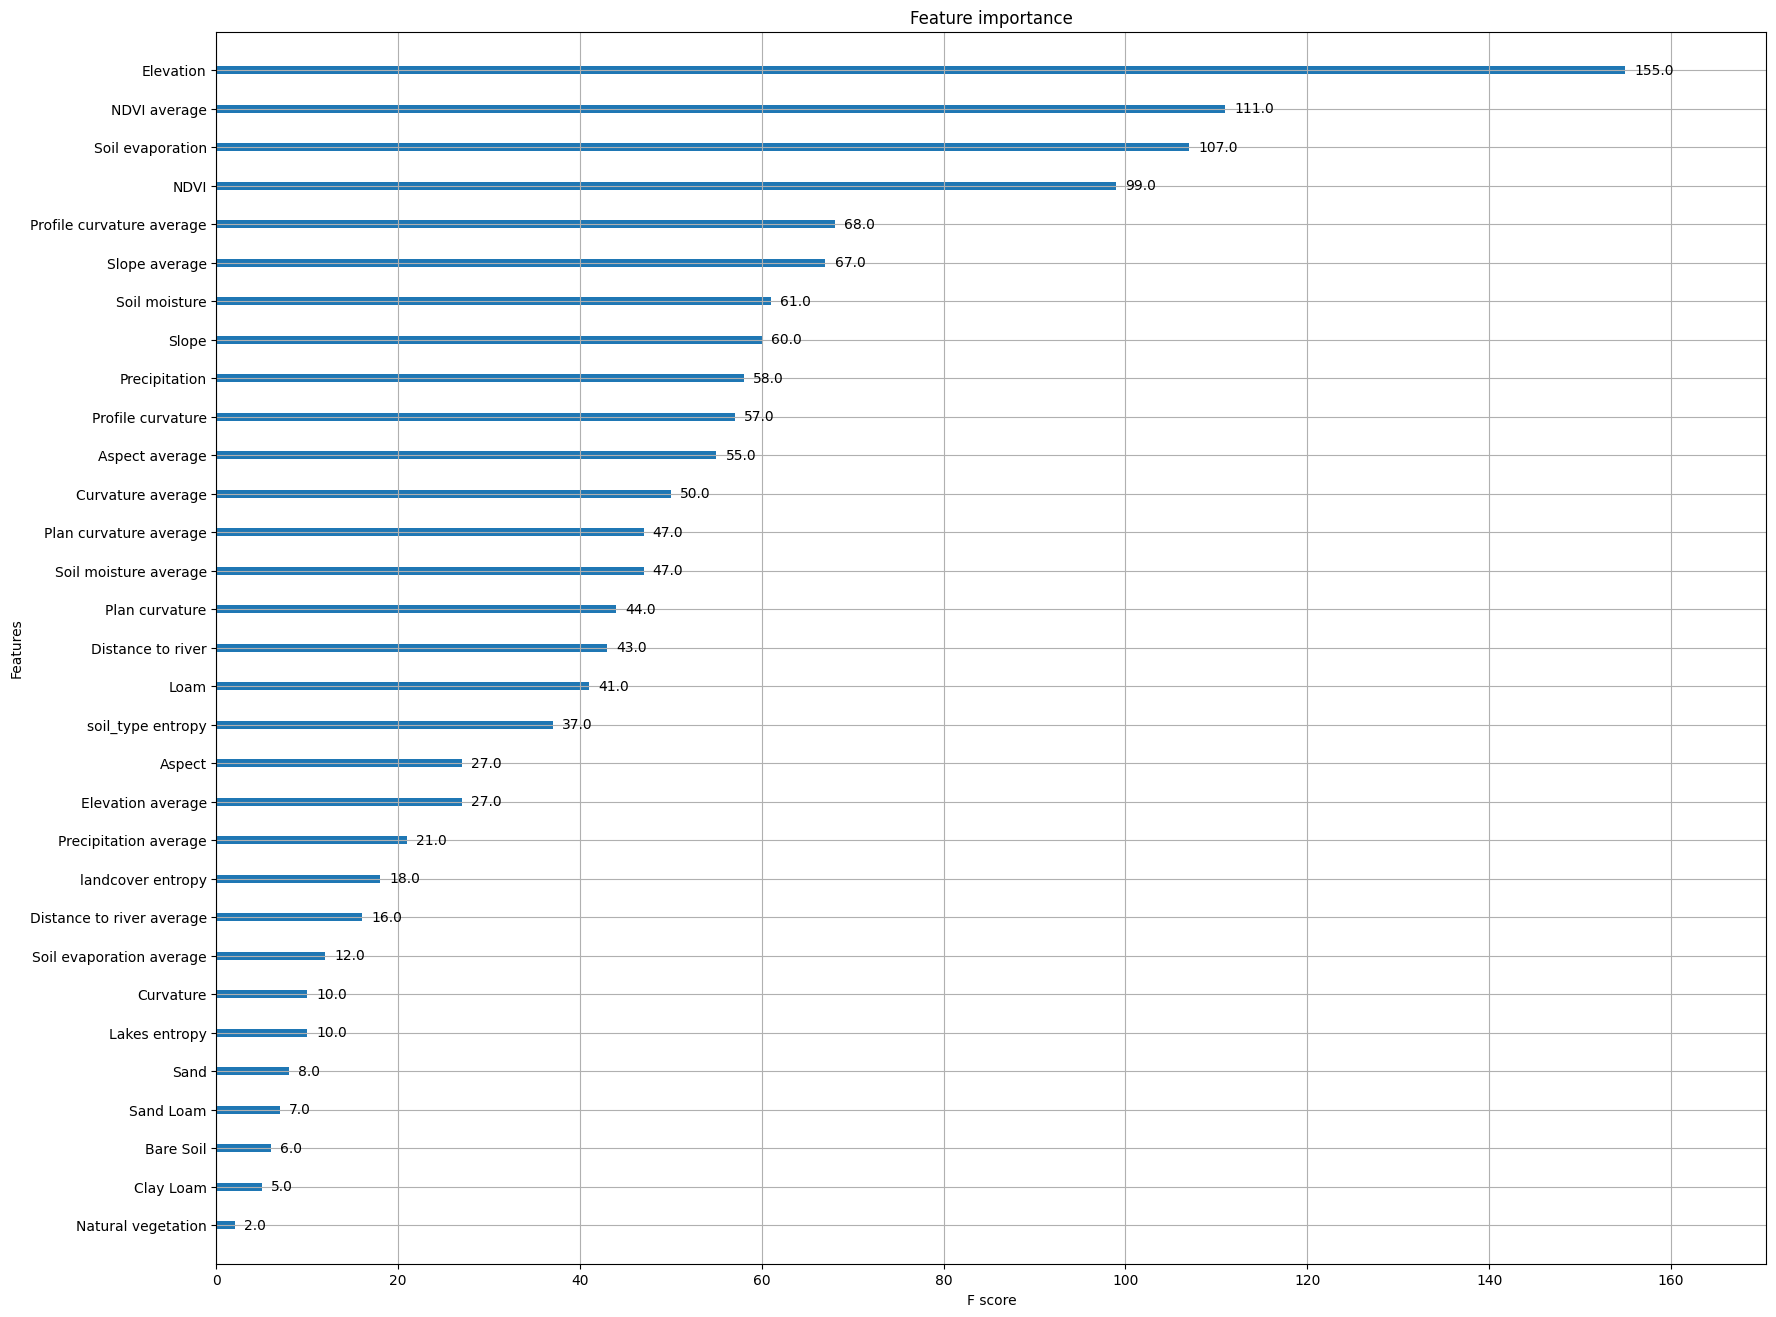 Feature importance
Elevation 155.0
NDVI average 111.0
Soil evaporation 107.0
NDVI 99.0
Profile curvature average 68.0
Slope average 67.0
Soil moisture 61.0
Slope 60.0
Precipitation 58.0
Profile curvature 57.0
Aspect average 55.0
Curvature average 50.0
Plan curvature average 47.0
Soil moisture average 47.0
Plan curvature 44.0
Distance to river 43.0
Loam 41.0
soil_type entropy 37.0
Aspect 27.0
Elevation average 27.0
Precipitation average 21.0
landcover entropy 18.0
Distance to river average 16.0
Soil evaporation average 12.0
Curvature 10.0
Lakes entropy 10.0
Sand 8.0
Sand Loam 7.0
Bare Soil 6.0
Clay Loam 5.0
Natural vegetation 2.0
Features
0 20 40 60 80 100 120 140 160
F score